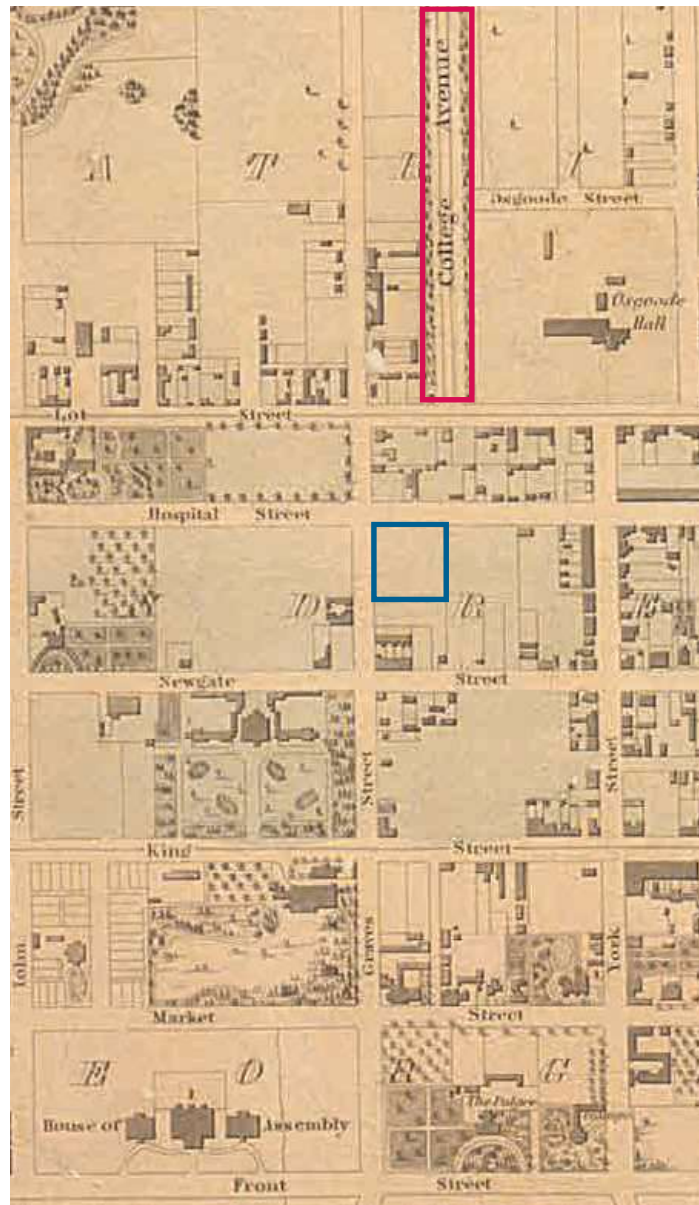 College Avenue
A T
Osgoode Street
Osgoode
Hall
Lot Street
Hospital Street
D R E
Newgate Street
Street
Street
Street
King Street
John
Graves
York
Market Street
E O R G
House of Assembly
The Palace
Front Street